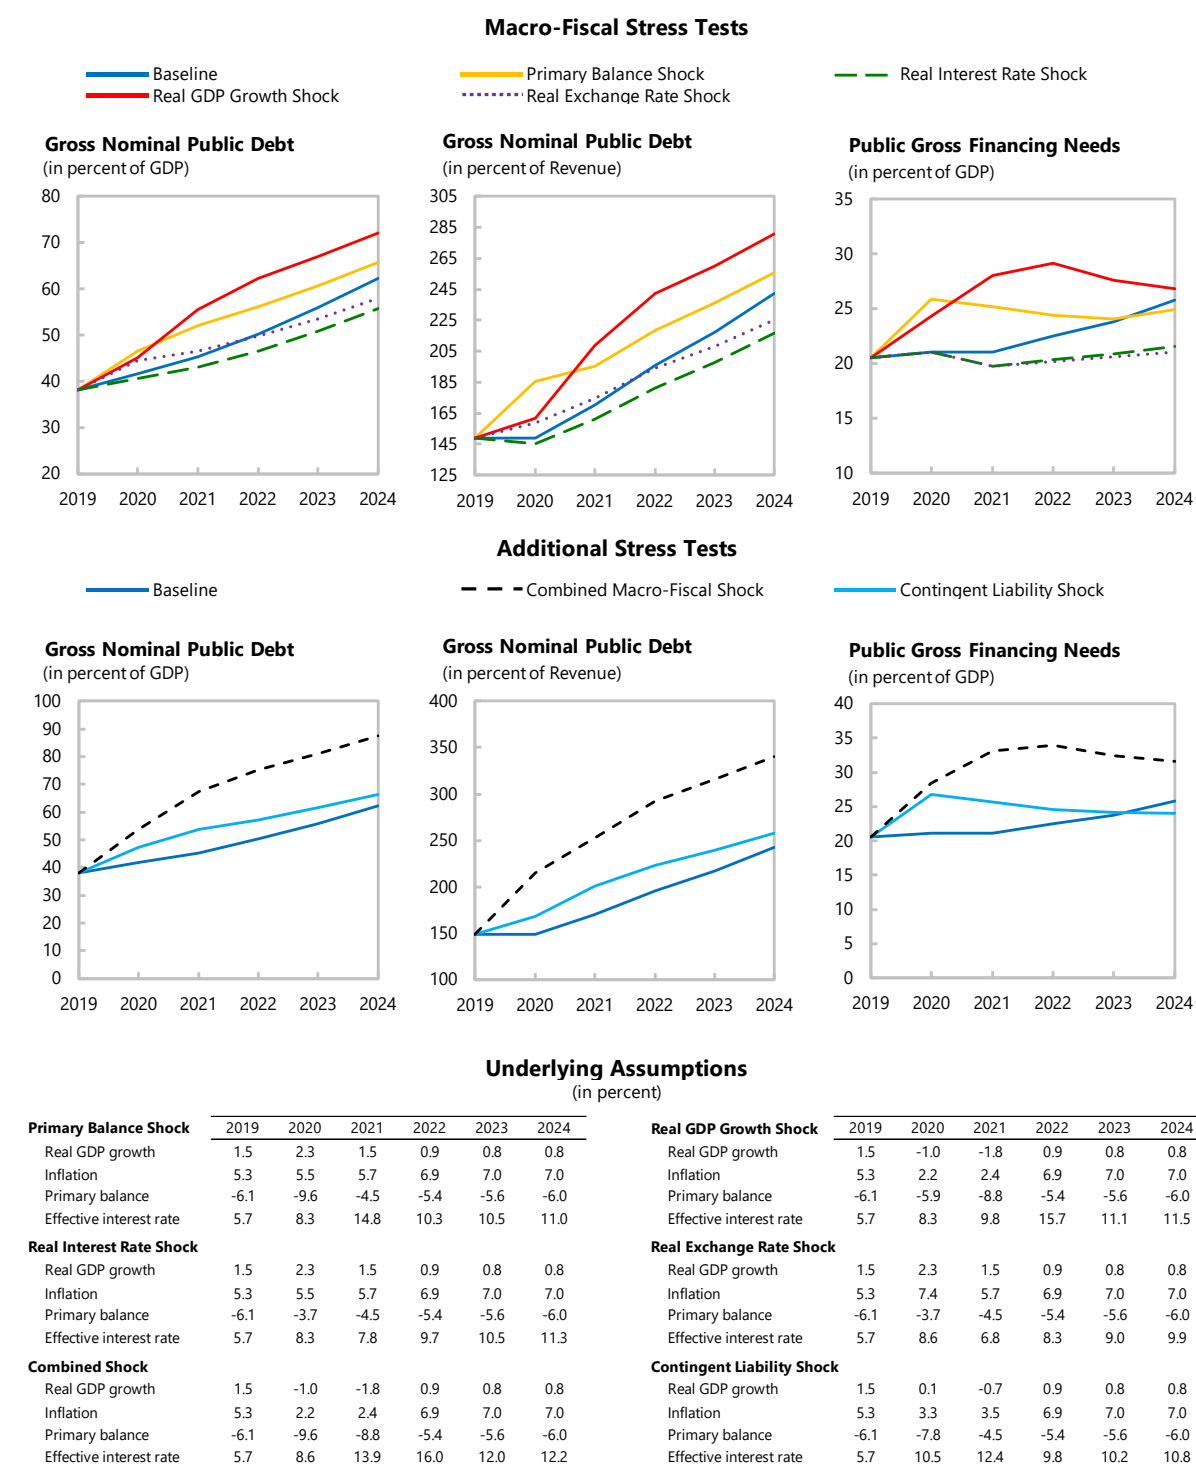 Macro-Fiscal Stress Tests
Baseline Primary Balance Shock Real Interest Rate Shock
Real GDP Growth Shock Real Exchange Rate Shock
Gross Nominal Public Debt
(in percent of GDP)
80
70
60
50
40
30
20
2019 2020 2021 2022 2023 2024
Gross Nominal Public Debt
(in percent of Revenue)
305
285
265
245
225
205
185
165
145
125
2019 2020 2021 2022 2023 2024
Public Gross Financing Needs
(in percent of GDP)
35
30
25
20
15
10
2019 2020 2021 2022 2023 2024
Additional Stress Tests
Baseline Combined Macro-Fiscal Shock Contingent Liability Shock
Gross Nominal Public Debt
(in percent of GDP)
100
90
80
70
60
50
40
30
20
10
0
2019 2020 2021 2022 2023 2024
Gross Nominal Public Debt
(in percent of Revenue)
400
350
300
250
200
150
100
2019 2020 2021 2022 2023 2024
Public Gross Financing Needs
(in percent of GDP)
40
35
30
25
20
15
10
5
0
2019 2020 2021 2022 2023 2024
Underlying Assumptions
(in percent)
Primary Balance Shock 2019 2020 2021 2022 2023 2024
Real GDP growth 1.5 2.3 1.5 0.9 0.8 0.8
Inflation 5.3 5.5 5.7 6.9 7.0 7.0
Primary balance -6.1 -9.6 -4.5 -5.4 -5.6 -6.0
Effective interest rate 5.7 8.3 14.8 10.3 10.5 11.0
Real Interest Rate Shock
Real GDP growth 1.5 2.3 1.5 0.9 0.8 0.8
Inflation 5.3 5.5 5.7 6.9 7.0 7.0
Primary balance -6.1 -3.7 -4.5 -5.4 -5.6 -6.0
Effective interest rate 5.7 8.3 7.8 9.7 10.5 11.3
Combined Shock
Real GDP growth 1.5 -1.0 -1.8 0.9 0.8 0.8
Inflation 5.3 2.2 2.4 6.9 7.0 7.0
Primary balance -6.1 -9.6 -8.8 -5.4 -5.6 -6.0
Effective interest rate 5.7 8.6 13.9 16.0 12.0 12.2
Real GDP Growth Shock 2019 2020 2021 2022 2023 2024
Real GDP growth 1.5 -1.0 -1.8 0.9 0.8 0.8
Inflation 5.3 2.2 2.4 6.9 7.0 7.0
Primary balance -6.1 -5.9 -8.8 -5.4 -5.6 -6.0
Effective interest rate 5.7 8.3 9.8 15.7 11.1 11.5
Real Exchange Rate Shock
Real GDP growth 1.5 2.3 1.5 0.9 0.8 0.8
Inflation 5.3 7.4 5.7 6.9 7.0 7.0
Primary balance -6.1 -3.7 -4.5 -5.4 -5.6 -6.0
Effective interest rate 5.7 8.6 6.8 8.3 9.0 9.9
Contingent Liability Shock
Real GDP growth 1.5 0.1 -0.7 0.9 0.8 0.8
Inflation 5.3 3.3 3.5 6.9 7.0 7.0
Primary balance -6.1 -7.8 -4.5 -5.4 -5.6 -6.0
Effective interest rate 5.7 10.5 12.4 9.8 10.2 10.8